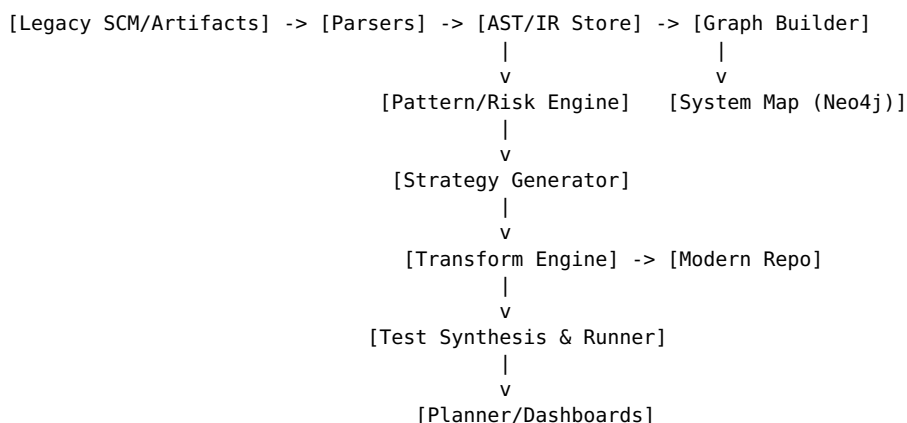 [Legacy SCM/Artifacts] -> [Parsers] -> [AST/IR Store] -> [Graph Builder]
| |
v v
[Pattern/Risk Engine] [System Map (Neo4j)]
|
v
[Strategy Generator]
|
v
[Transform Engine] -> [Modern Repo]
|
v
[Test Synthesis & Runner]
|
v
[Planner/Dashboards]